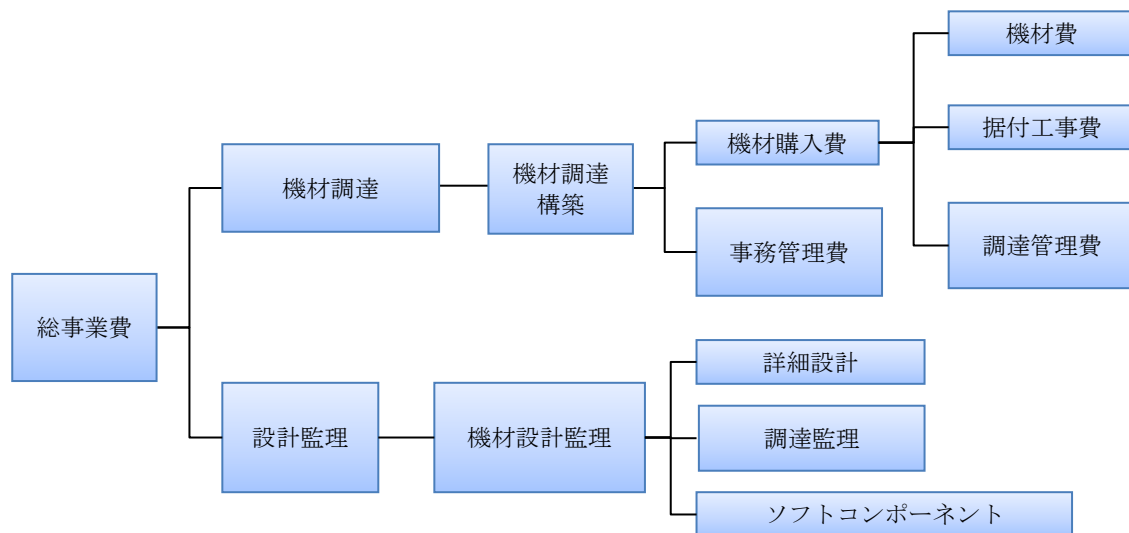 機材費
機材購入費
据付工事費
機材調達
機材調達
構築
事務管理費
調達管理費
総事業費
詳細設計
設計監理
機材設計監理
調達監理
ソフトコンポーネント